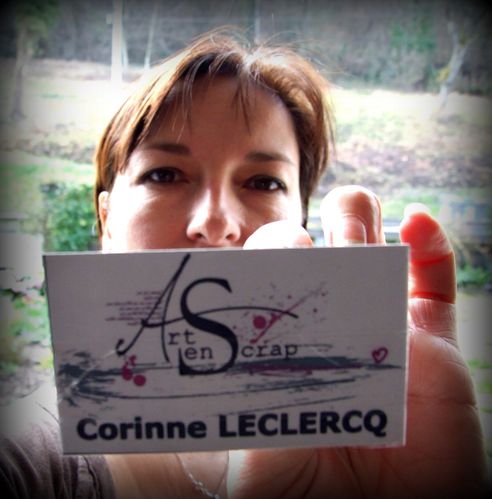 Art
en Scrap
Corinne LECLERCQ